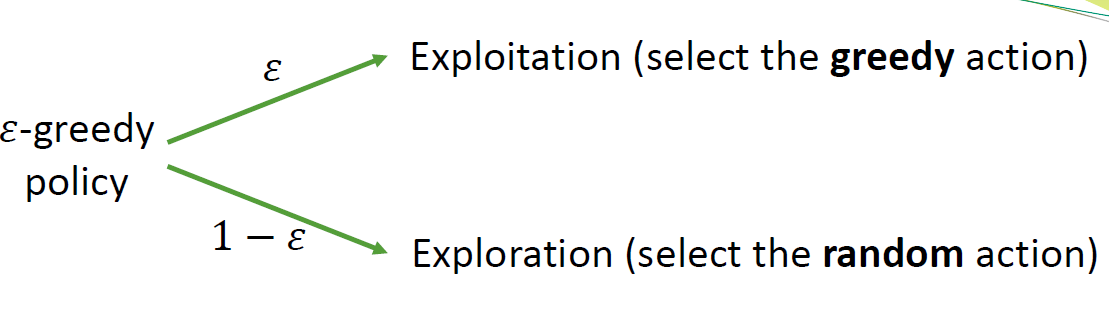 ε
Exploitation (select the greedy action)
ε-greedy
policy
1 − ε
Exploration (select the random action)